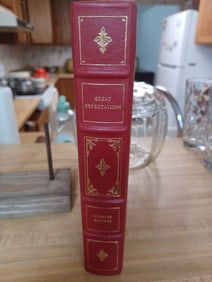 GREAT
EXPECTATIONS
CHARLES
DICKENS